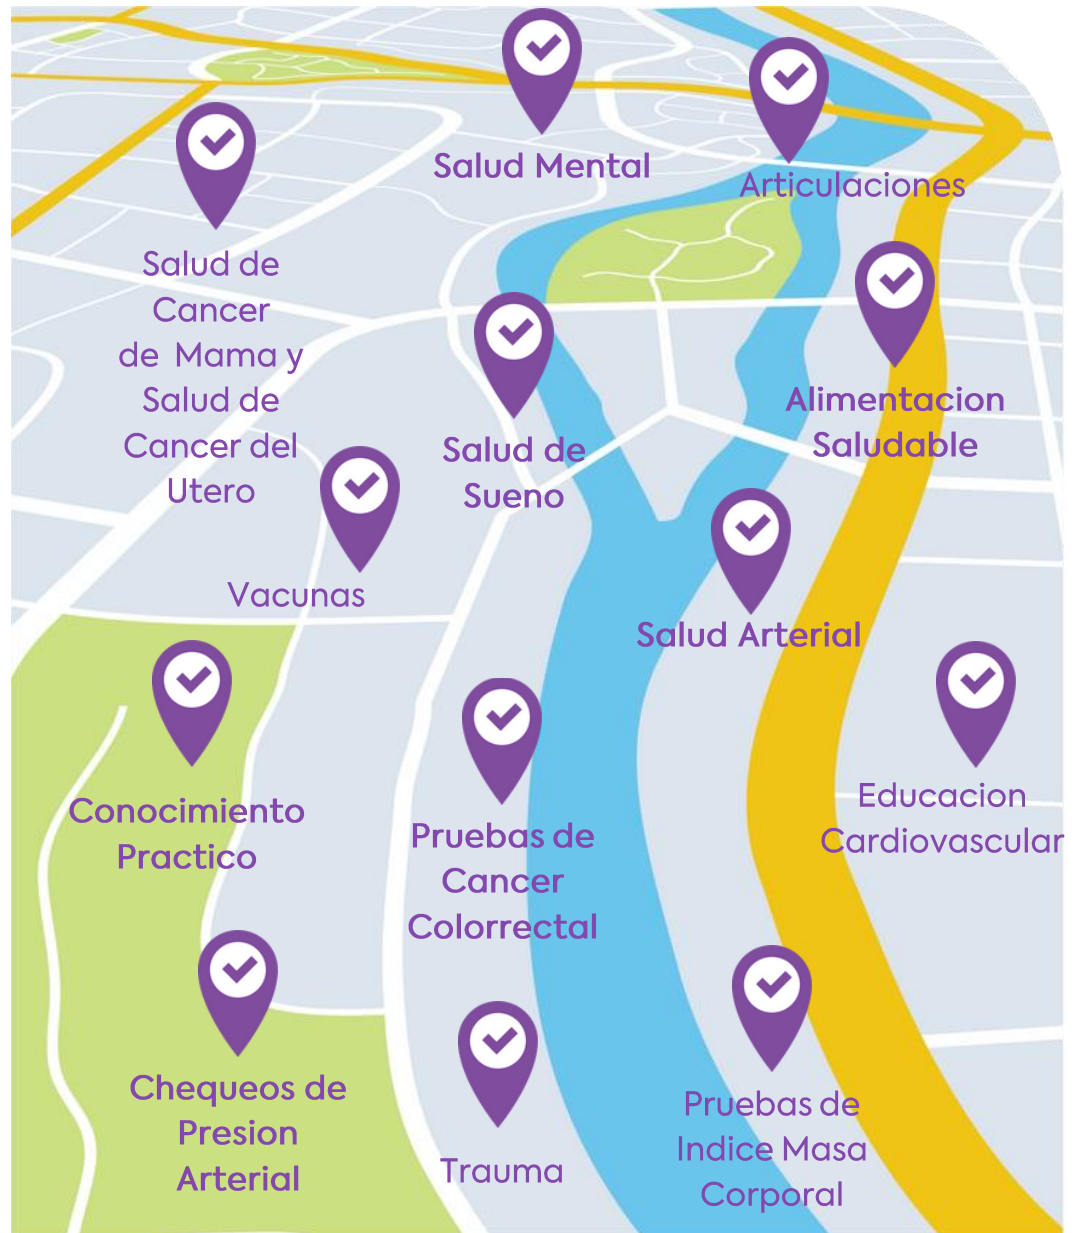 Salud Mental
Articulaciones
Salud de
Cancer
de Mama y
Salud de
Cancer del
Utero
Salud de
Sueno
Alimentacion
Saludable
Vacunas
Salud Arterial
Conocimiento
Practico
Pruebas de
Cancer
Colorrectal
Educacion
Cardiovascular
Chequeos de
Presion
Arterial
Trauma
Pruebas de
Indice Masa
Corporal